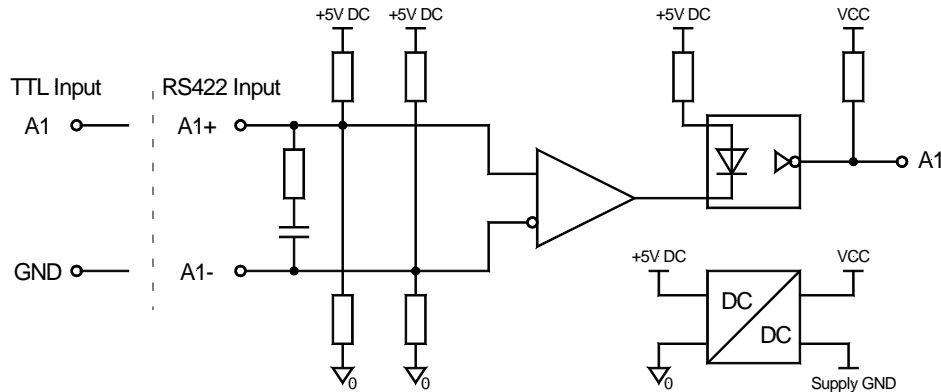 +5V DC +5V DC +5V DC VCC
TTL Input RS422 Input
A1 A1+ A1
GND A1-
+5V DC VCC
DC
DC
0 0 0 Supply GND